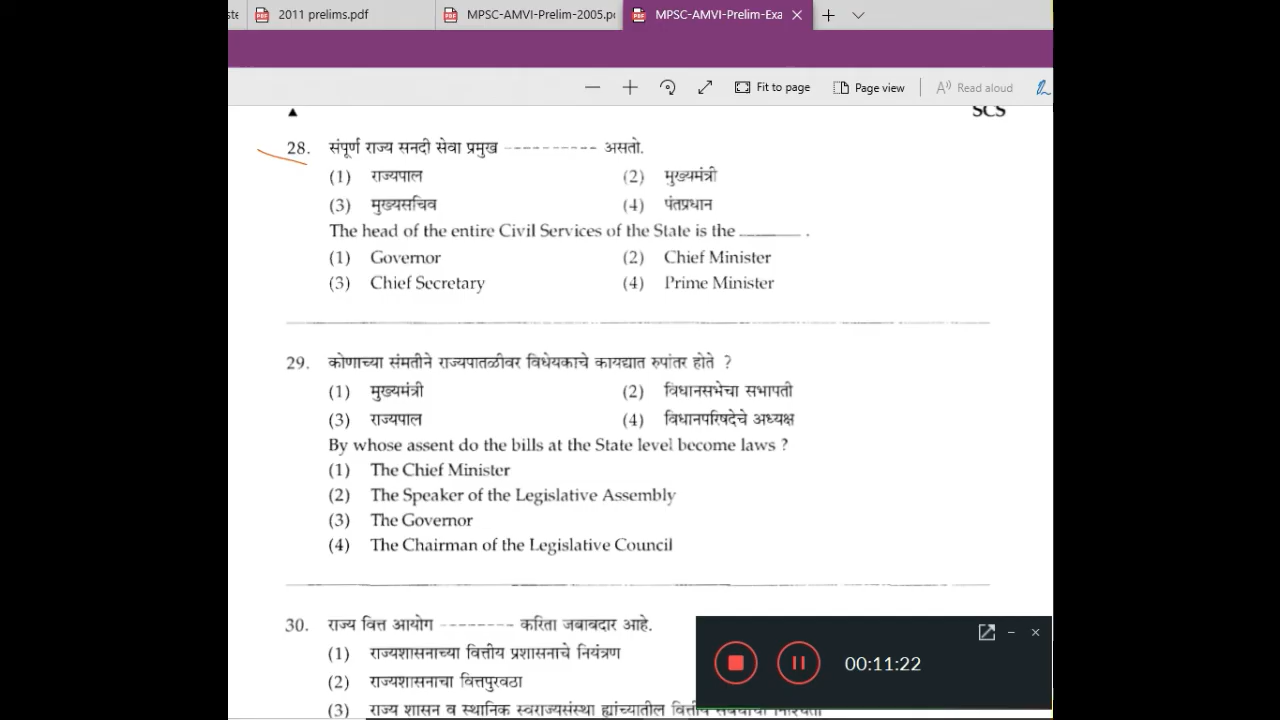 2011 prelims.pdf
MPSC-AMVI-Prelim-2005.p
MPSC-AMVI-Prelim-Exa
Fit to page
Page view
Read aloud
SCS
28. संपूर्ण राज्य सनदी सेवा प्रमुख ---------- असतो.
(1) राज्यपाल (2) मुख्यमंत्री
(3) मुख्यसचिव (4) पंतप्रधान
The head of the entire Civil Services of the State is the ______ .
(1) Governor (2) Chief Minister
(3) Chief Secretary (4) Prime Minister
29. कोणाच्या संमतीने राज्यपातळीवर विधेयकाचे कायद्यात रुपांतर होते ?
(1) मुख्यमंत्री (2) विधानसभेचा सभापती
(3) राज्यपाल (4) विधानपरिषदेचे अध्यक्ष
By whose assent do the bills at the State level become laws ?
(1) The Chief Minister
(2) The Speaker of the Legislative Assembly
(3) The Governor
(4) The Chairman of the Legislative Council
30. राज्य वित्त आयोग -------- करिता जबाबदार आहे.
(1) राज्यशासनाच्या वित्तीय प्रशासनाचे नियंत्रण
(2) राज्यशासनाचा वित्तपुरवठा
(3) राज्य शासन व स्थानिक स्वराज्यसंस्था ह्यांच्यातील
00:11:22